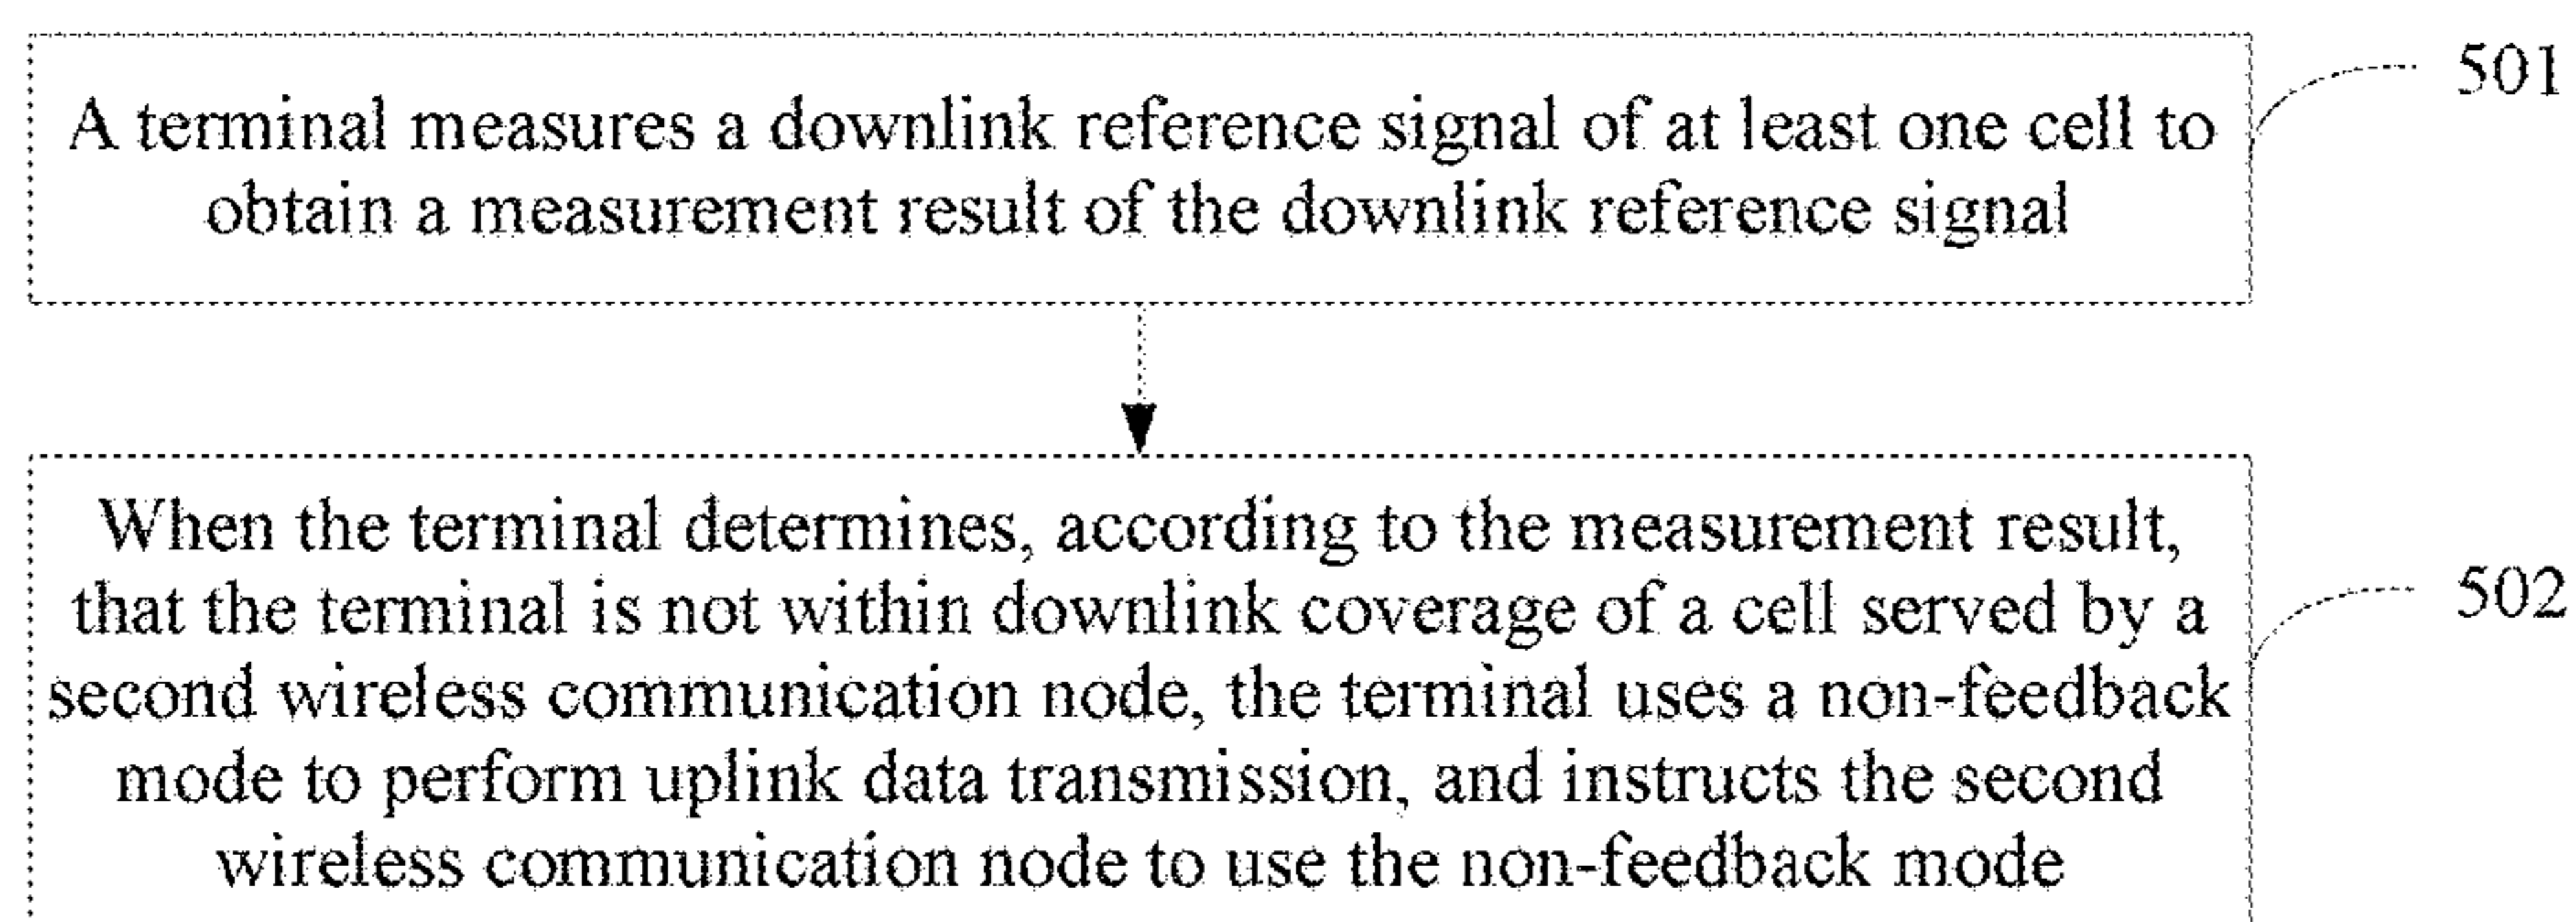 A terminal measures a downlink reference signal of at least one cell to
obtain a measurement result of the downlink reference signal
501
When the terminal determines, according to the measurement result,
that the terminal is not within downlink coverage of a cell served by a
second wireless communication node, the terminal uses a non-feedback
mode to perform uplink data transmission, and instructs the second
wireless communication node to use the non-feedback mode
502